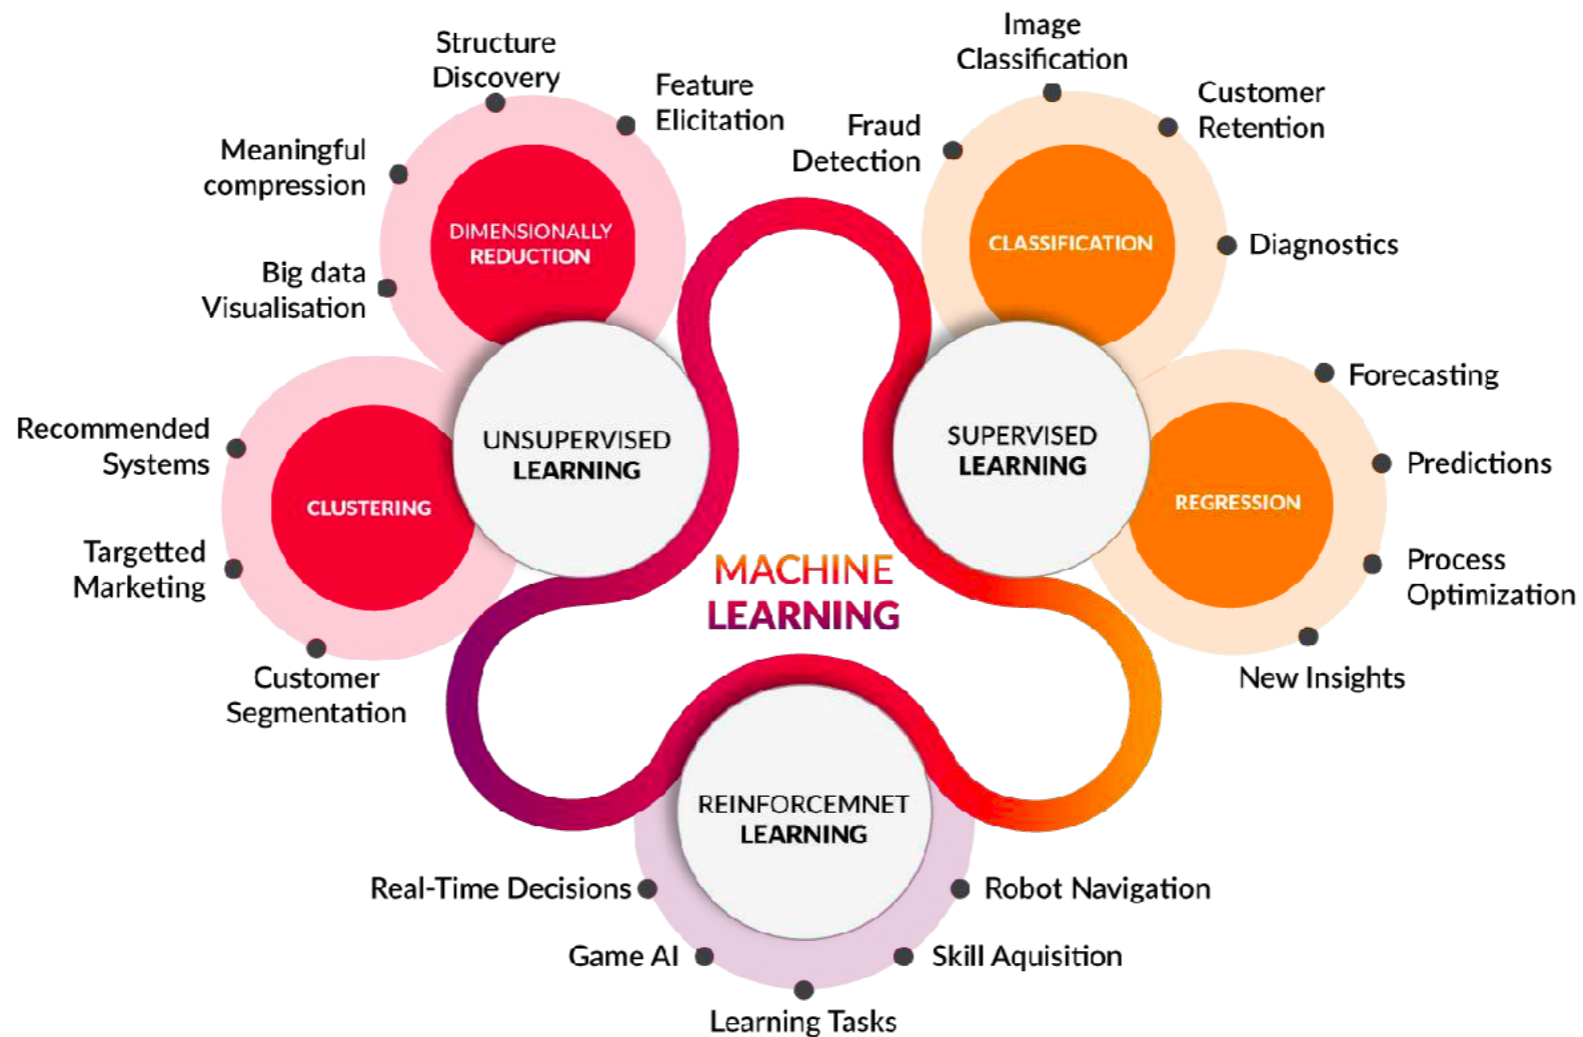 Structure
Discovery
Feature
Elicitation
Meaningful
compression
Big data
Visualisation
DIMENSIONALLY
REDUCTION
Recommended
Systems
Targetted
Marketing
Customer
Segmentation
CLUSTERING
UNSUPERVISED
LEARNING
Image
Classification
Customer
Retention
Fraud
Detection
Diagnostics
CLASSIFICATION
SUPERVISED
LEARNING
Forecasting
Predictions
Process
Optimization
New Insights
REGRESSION
MACHINE
LEARNING
REINFORCEMNET
LEARNING
Real-Time Decisions
Game AI
Learning Tasks
Skill Aquisition
Robot Navigation